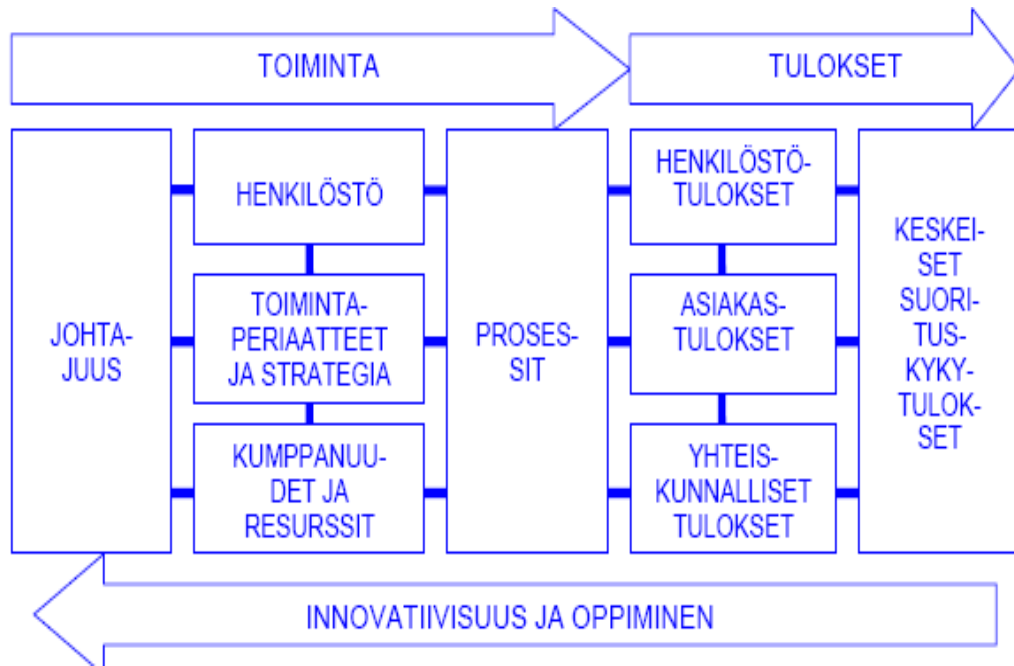 TOIMINTA
TULOKSET
JOHTA-
JUUS
HENKILÖSTÖ
TOIMINTA-
PERIAATTEET
JA STRATEGIA
KUMPPANUU-
DET JA
RESURSSIT
PROSES-
SIT
HENKILÖSTÖ-
TULOKSET
ASIAKAS-
TULOKSET
YHTEIS-
KUNNALLISET
TULOKSET
KESKEI-
SET
SUORI-
TUS-
KYKY-
TULOK-
SET
INNOVATIIVISUUS JA OPPIMINEN